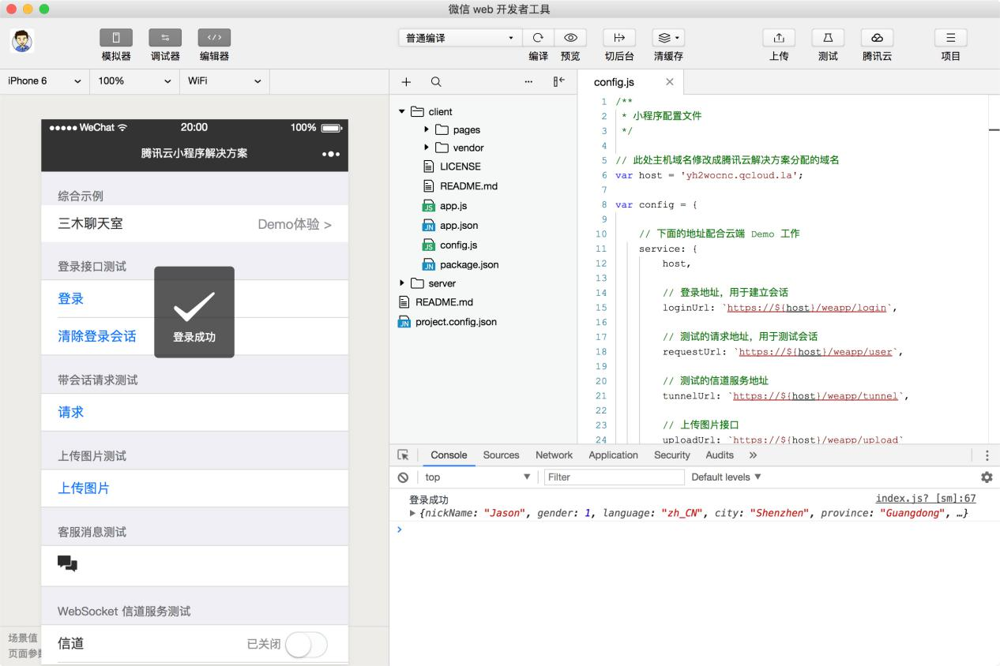 微信 web 开发者工具
模拟器 调试器 编辑器
普通编译
编译 预览 切后台 清缓存
上传 测试 腾讯云 项目
iPhone 6 100% WiFi
●●●●● WeChat 20:00 100%
腾讯云小程序解决方案
综合示例
三木聊天室 Demo体验 >
登录接口测试
登录
清除登录会话
登录成功
带会话请求测试
请求
上传图片测试
上传图片
客服消息测试
WebSocket 信道服务测试
信道 已关闭
场景值
页面参
client
pages
vendor
LICENSE
README.md
JS app.js
JN app.json
JS config.js
JN package.json
server
README.md
JN project.config.json
config.js
1 /**
2 * 小程序配置文件
3 */
4
5 // 此处主机域名修改成腾讯云解决方案分配的域名
6 var host = 'yh2wocnc.qcloud.la';
7
8 var config = {
9
10 // 下面的地址配合云端 Demo 工作
11 service: {
12 host,
13
14 // 登录地址，用于建立会话
15 loginUrl: `https://${host}/weapp/login`,
16
17 // 测试的请求地址，用于测试会话
18 requestUrl: `https://${host}/weapp/user`,
19
20 // 测试的信道服务地址
21 tunnelUrl: `https://${host}/weapp/tunnel`,
22
23 // 上传图片接口
24 uploadUrl: `https://${host}/weapp/upload`
Console Sources Network Application Security Audits
top Filter Default levels
登录成功 index.js? [sm]:67
{nickName: "Jason", gender: 1, language: "zh_CN", city: "Shenzhen", province: "Guangdong", …}